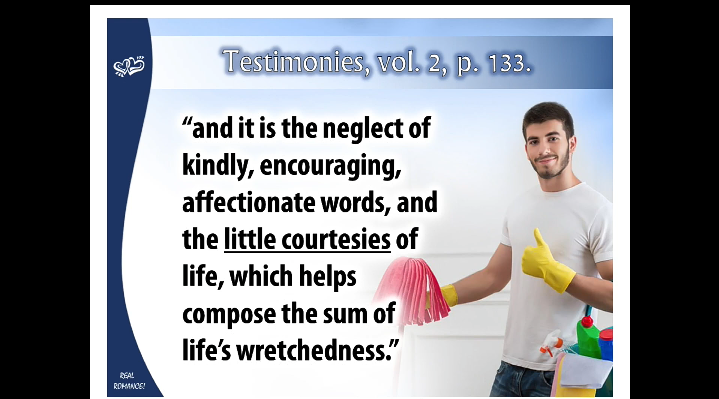 Testimonies, vol. 2, p. 133.
“and it is the neglect of
kindly, encouraging,
affectionate words, and
the little courtesies of
life, which helps
compose the sum of
life’s wretchedness.”
REAL
ROMANCE!